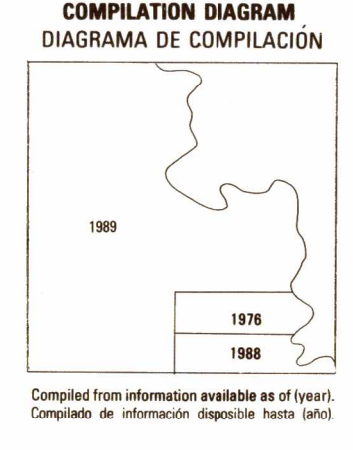 COMPILATION DIAGRAM
DIAGRAMA DE COMPILACIÓN
1989
1976
1988
Compiled from information available as of (year).
Compilado de información disposible hasta (año).